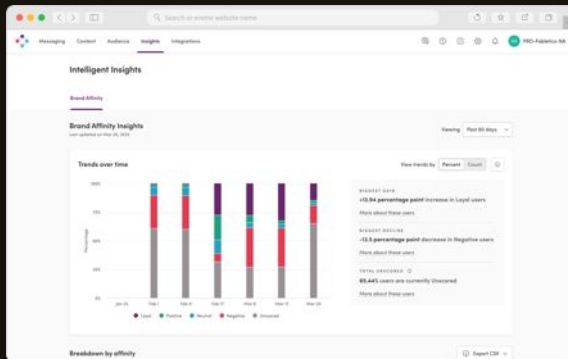 Search or enter website name
Messaging Content Audience Insights Integrations
Intelligent Insights
Brand Affinity
Brand Affinity Insights
Viewing Past 60 days
Trends over time
View trends by Percent Count
BIGGEST GAIN
+13.94 percentage point increase in Loyal users
More about these users
BIGGEST DECLINE
-13.5 percentage point decrease in Negative users
More about these users
TOTAL UNSCORED
65.44% users are currently Unscored
More about these users
Percentage
100%
75%
50%
25%
0%
Loyal Positive Neutral Negative Unscored
Breakdown by affinity
Export CSV